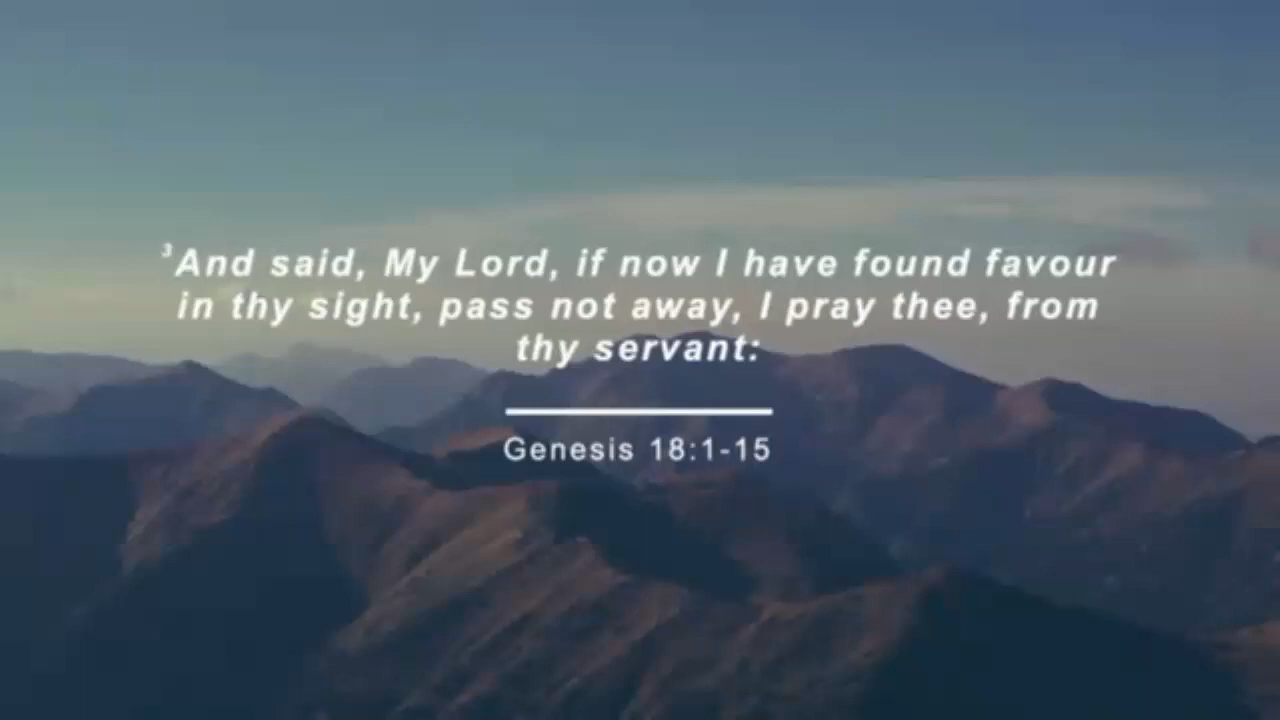 ³And said, My Lord, if now I have found favour
in thy sight, pass not away, I pray thee, from
thy servant:
Genesis 18:1-15